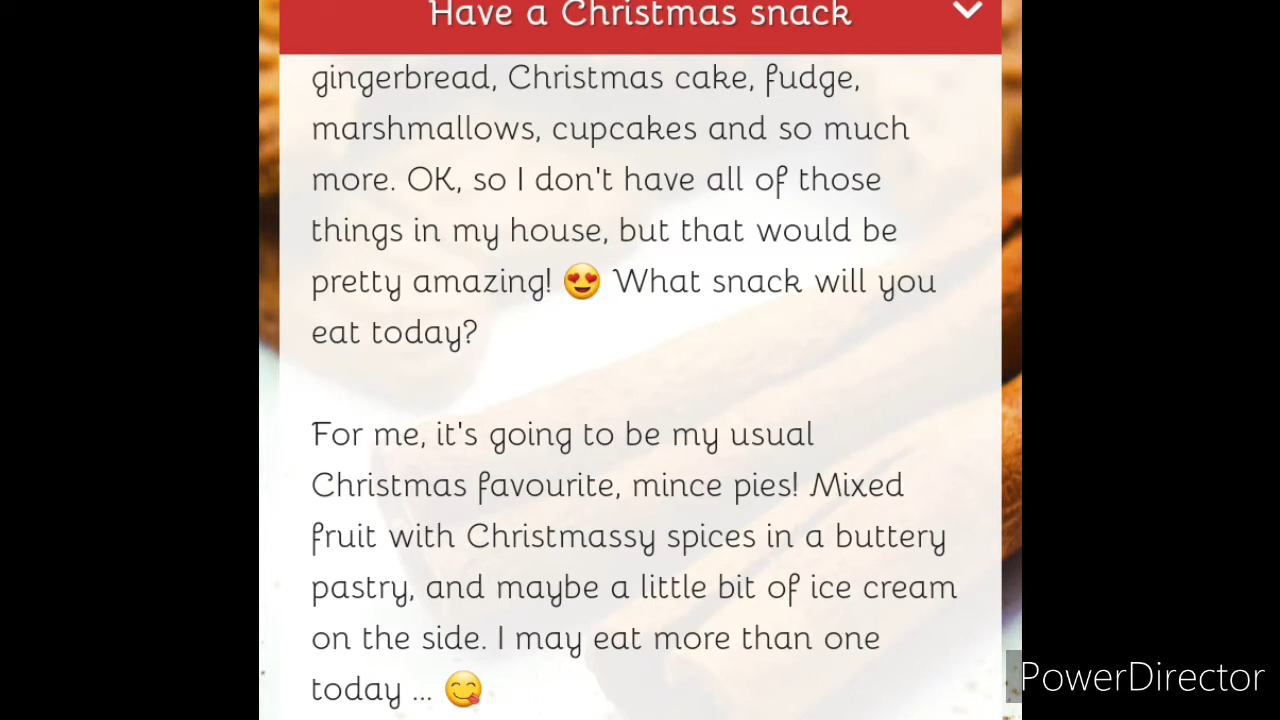 Have a Christmas snack
gingerbread, Christmas cake, fudge,
marshmallows, cupcakes and so much
more. OK, so I don't have all of those
things in my house, but that would be
pretty amazing! 😍 What snack will you
eat today?
For me, it's going to be my usual
Christmas favourite, mince pies! Mixed
fruit with Christmassy spices in a buttery
pastry, and maybe a little bit of ice cream
on the side. I may eat more than one
today ... 😋
PowerDirector